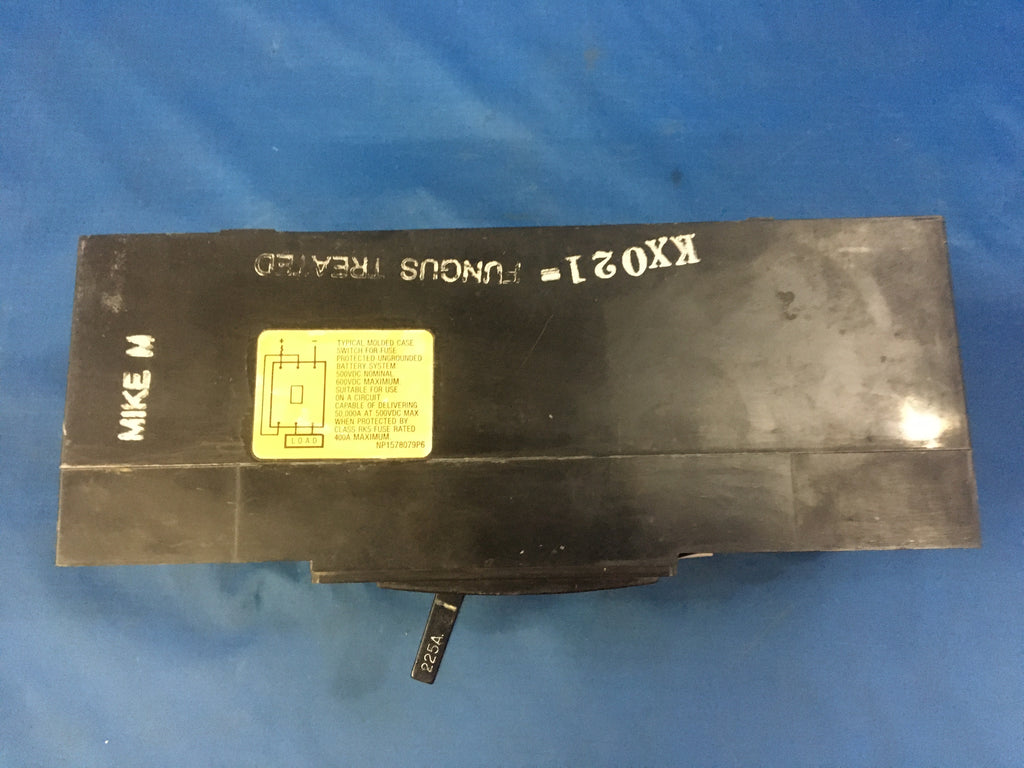 KX021-FUNGUS TREATED
MIKE N
+ -
TYPICAL MOLDED CASE
SWITCH FOR FUSE
PROTECTED UNGROUNDED
BATTERY SYSTEM
500VDC NOMINAL
600VDC MAXIMUM
SUITABLE FOR USE
ON A CIRCUIT
CAPABLE OF DELIVERING
50,000A AT 500VDC MAX
WHEN PROTECTED BY
CLASS RK5 FUSE RATED
400A MAXIMUM
NP1578079P6
LOAD
225A